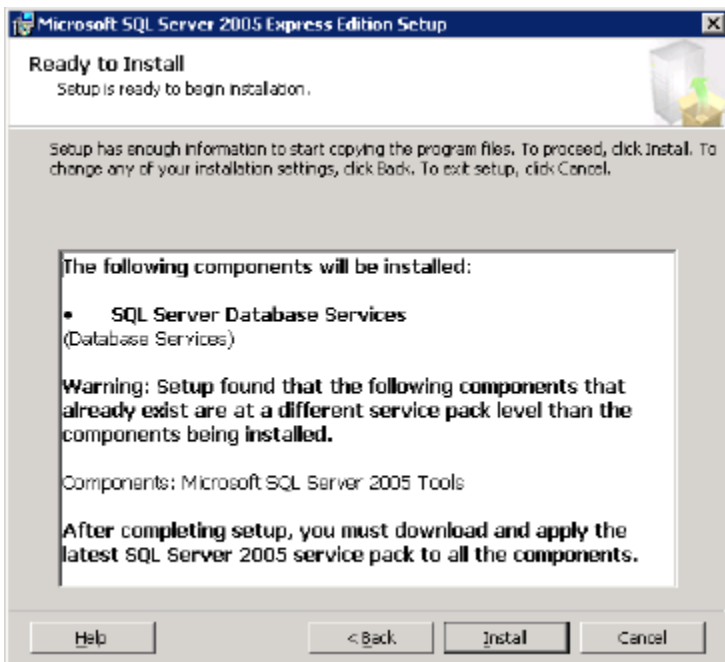 Microsoft SQL Server 2005 Express Edition Setup
Ready to Install
Setup is ready to begin installation.
Setup has enough information to start copying the program files. To proceed, click Install. To
change any of your installation settings, click Back. To exit setup, click Cancel.
The following components will be installed:
• SQL Server Database Services
(Database Services)
Warning: Setup found that the following components that
already exist are at a different service pack level than the
components being installed.
Components: Microsoft SQL Server 2005 Tools
After completing setup, you must download and apply the
latest SQL Server 2005 service pack to all the components.
Help
< Back
Install
Cancel